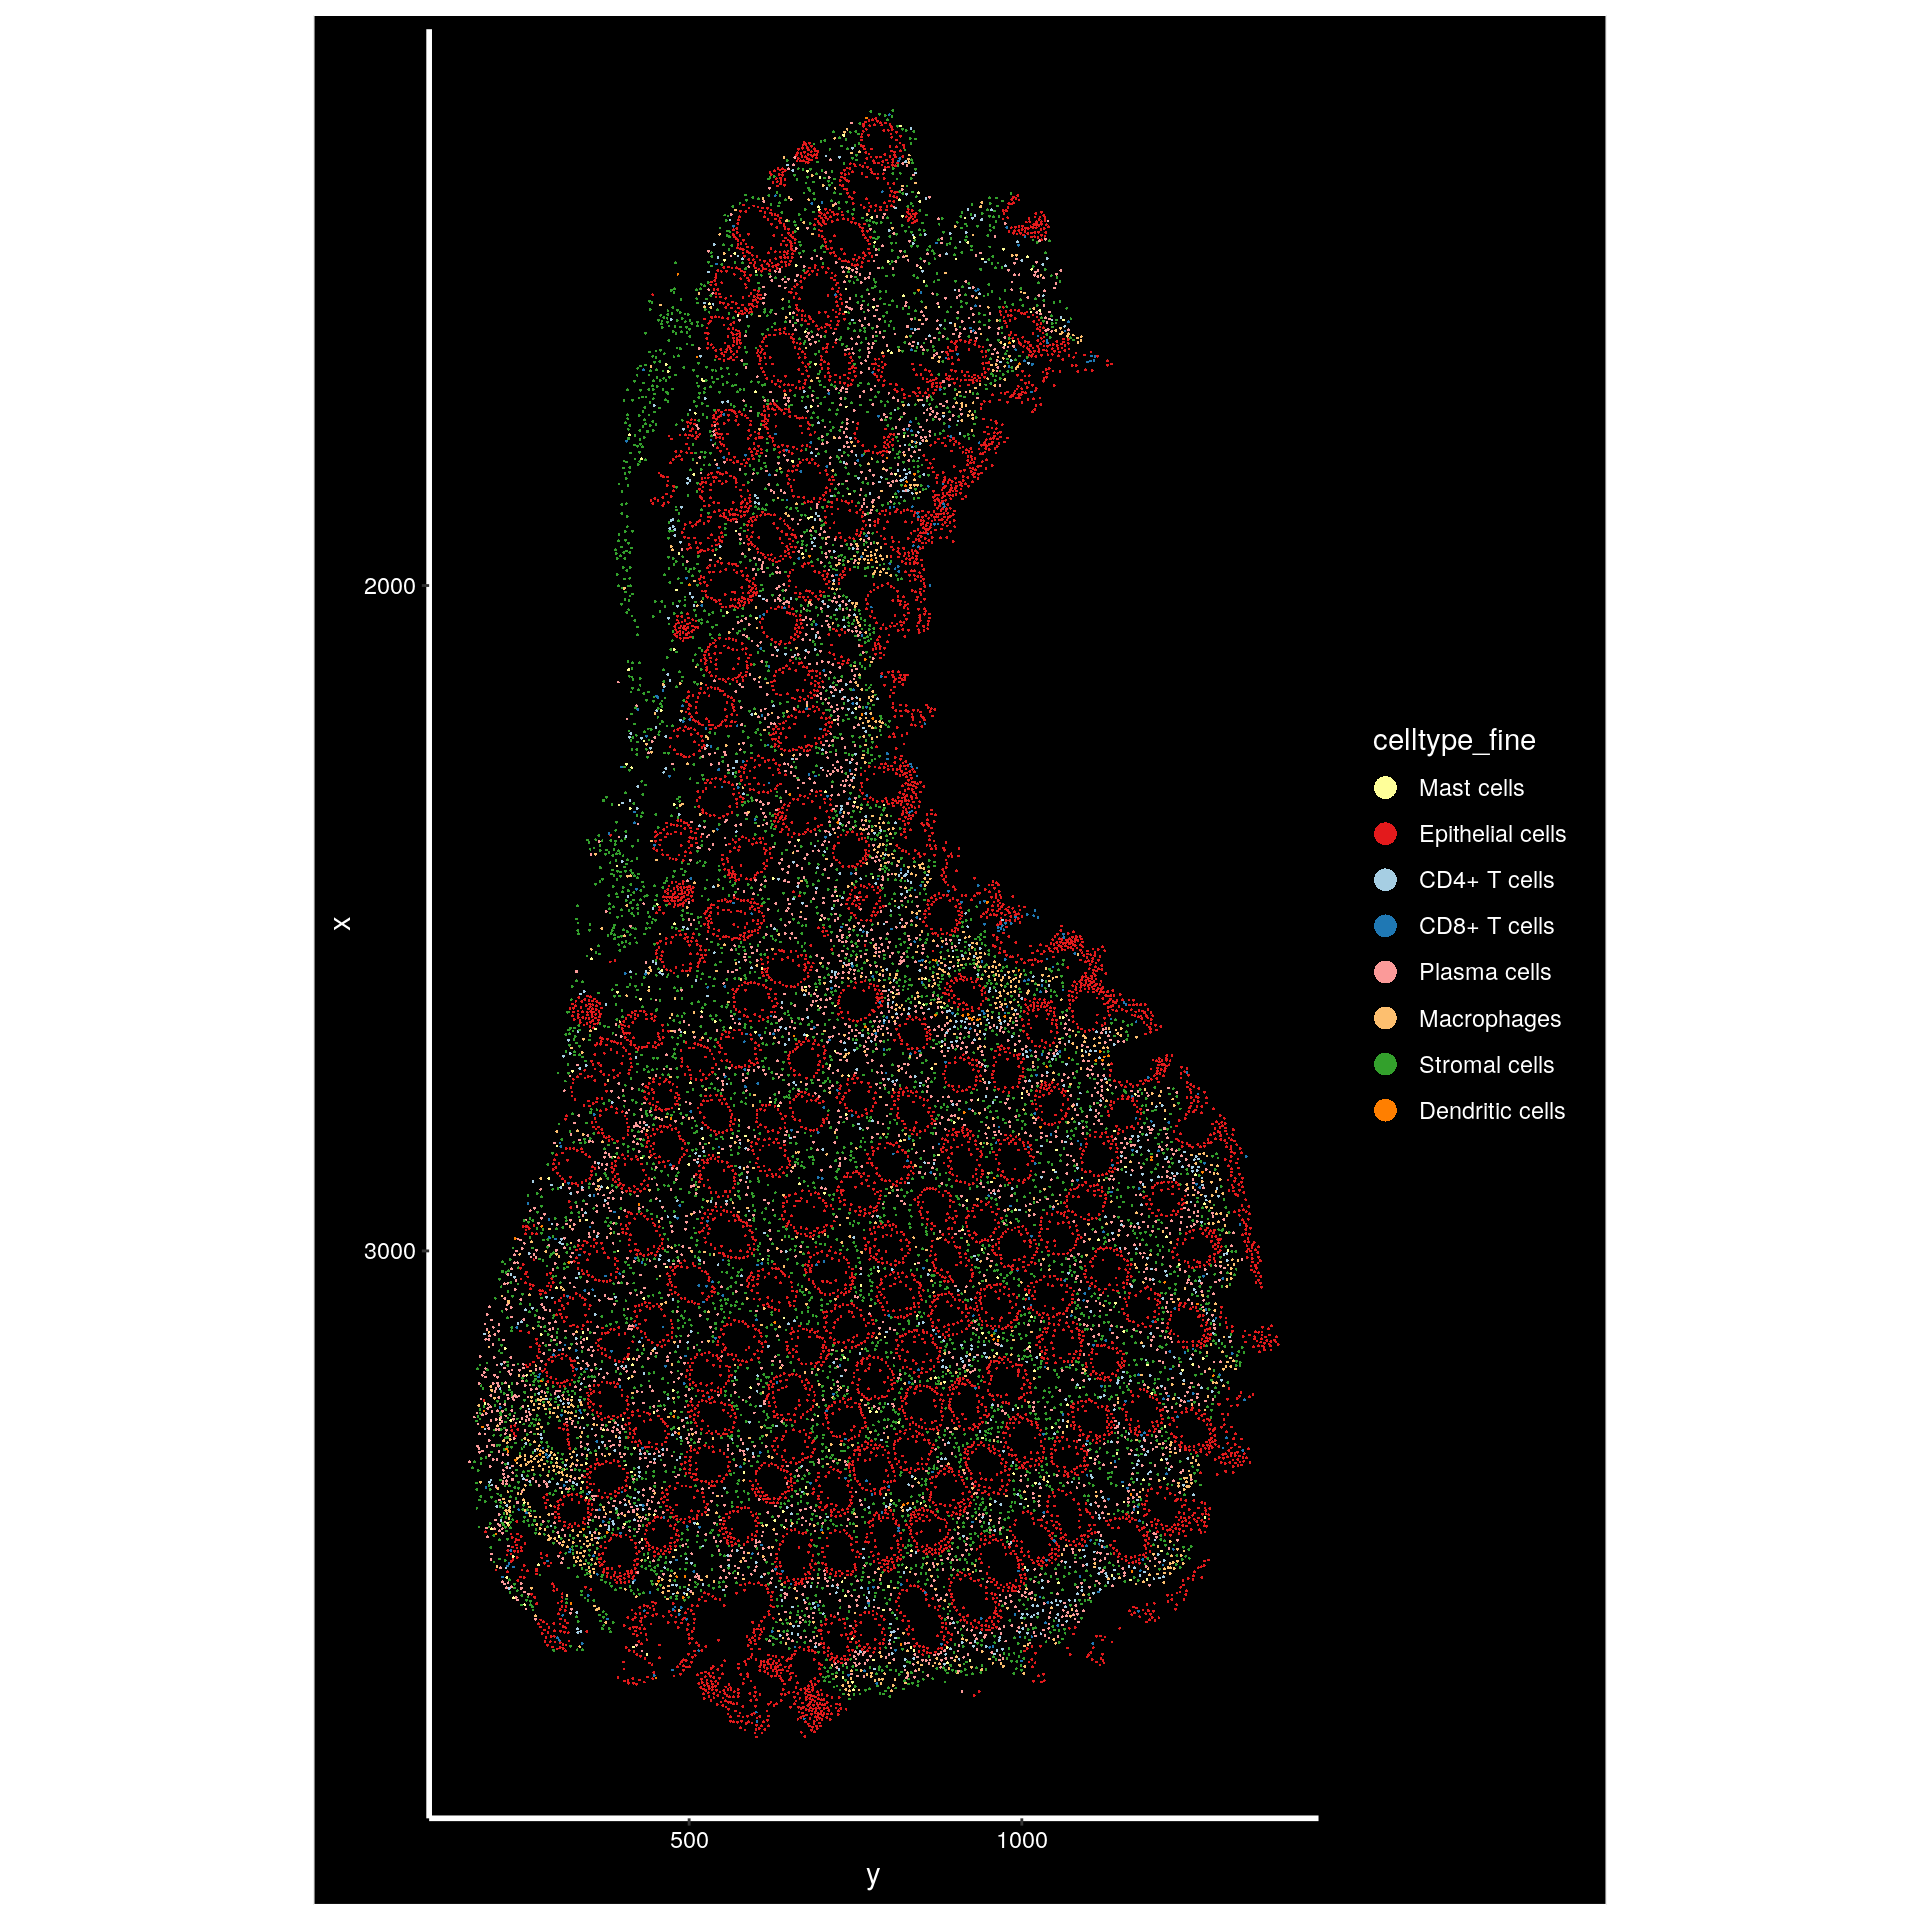 2000
x
3000
500
1000
y
celltype_fine
Mast cells
Epithelial cells
CD4+ T cells
CD8+ T cells
Plasma cells
Macrophages
Stromal cells
Dendritic cells